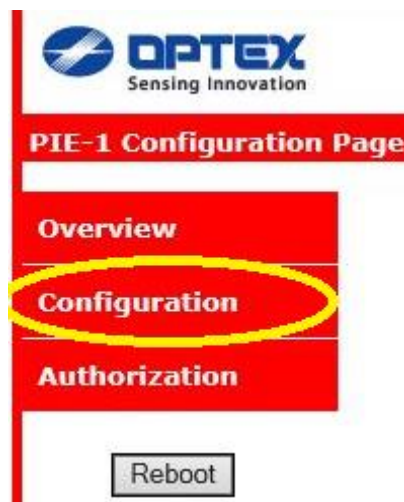 OPTEX
Sensing Innovation
PIE-1 Configuration Page
Overview
Configuration
Authorization
Reboot